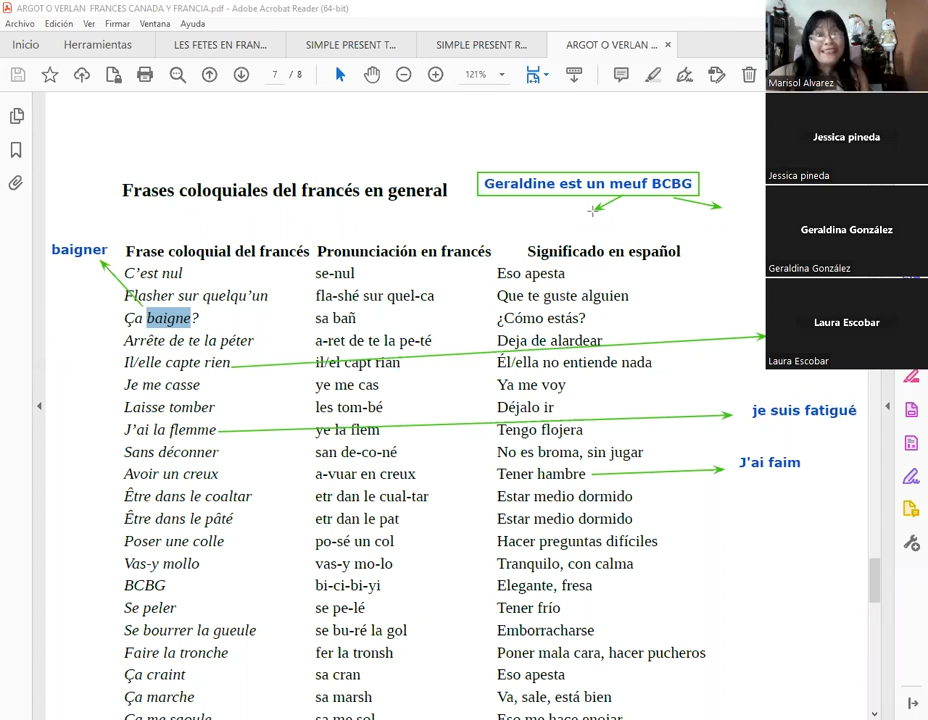 ARGOT O VERLAN FRANCES CANADA Y FRANCIA.pdf - Adobe Acrobat Reader (64-bit)
Archivo Edición Ver Firmar Ventana Ayuda
Inicio Herramientas LES FETES EN FRAN... SIMPLE PRESENT T... SIMPLE PRESENT R... ARGOT O VERLAN ... ×
7 / 8 121%
Marisol Alvarez
Jessica pineda
Jessica pineda
Geraldina González
Geraldina González
Laura Escobar
Laura Escobar
Frases coloquiales del francés en general
Geraldine est un meuf BCBG
baigner
Frase coloquial del francés Pronunciación en francés Significado en español
C'est nul se-nul Eso apesta
Flasher sur quelqu'un fla-shé sur quel-ca Que te guste alguien
Ça baigne? sa bañ ¿Cómo estás?
Arrête de te la péter a-ret de te la pe-té Deja de alardear
Il/elle capte rien il/el capt rian Él/ella no entiende nada
Je me casse ye me cas Ya me voy
Laisse tomber les tom-bé Déjalo ir
je suis fatigué
J'ai la flemme ye la flem Tengo flojera
Sans déconner san de-co-né No es broma, sin jugar
J'ai faim
Avoir un creux a-vuar en creux Tener hambre
Être dans le coaltar etr dan le cual-tar Estar medio dormido
Être dans le pâté etr dan le pat Estar medio dormido
Poser une colle po-sé un col Hacer preguntas difíciles
Vas-y mollo vas-y mo-lo Tranquilo, con calma
BCBG bi-ci-bi-yi Elegante, fresa
Se peler se pe-lé Tener frío
Se bourrer la gueule se bu-ré la gol Emborracharse
Faire la tronche fer la tronsh Poner mala cara, hacer pucheros
Ça craint sa cran Eso apesta
Ça marche sa marsh Va, sale, está bien
Ça me saoule sa me sol Eso me hace enojar